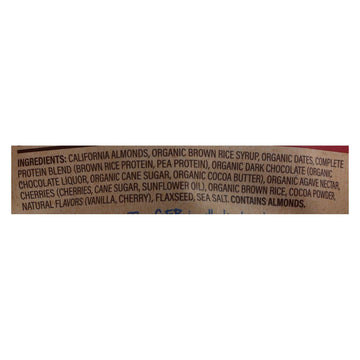 INGREDIENTS: CALIFORNIA ALMONDS, ORGANIC BROWN RICE SYRUP, ORGANIC DATES, COMPLETE
PROTEIN BLEND (BROWN RICE PROTEIN, PEA PROTEIN), ORGANIC DARK CHOCOLATE (ORGANIC
CHOCOLATE LIQUOR, ORGANIC CANE SUGAR, ORGANIC COCOA BUTTER), ORGANIC AGAVE NECTAR,
CHERRIES (CHERRIES, CANE SUGAR, SUNFLOWER OIL), ORGANIC BROWN RICE, COCOA POWDER,
NATURAL FLAVORS (VANILLA, CHERRY), FLAXSEED, SEA SALT. CONTAINS ALMONDS.